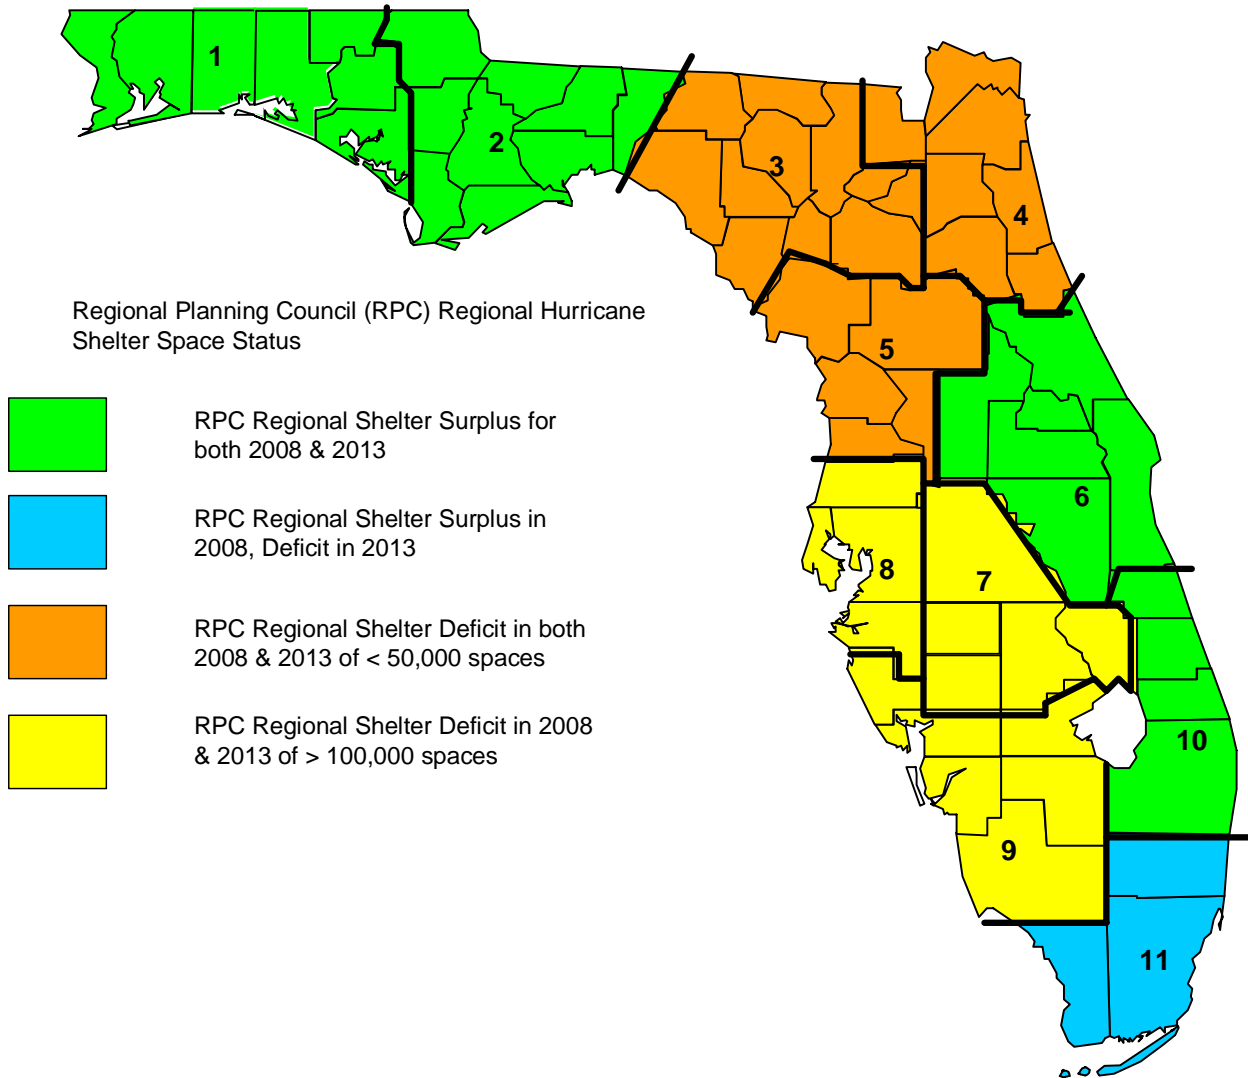 1
2
3
4
Regional Planning Council (RPC) Regional Hurricane
Shelter Space Status
5
RPC Regional Shelter Surplus for
both 2008 & 2013
6
RPC Regional Shelter Surplus in
2008, Deficit in 2013
8
7
RPC Regional Shelter Deficit in both
2008 & 2013 of < 50,000 spaces
RPC Regional Shelter Deficit in 2008
& 2013 of > 100,000 spaces
10
9
11